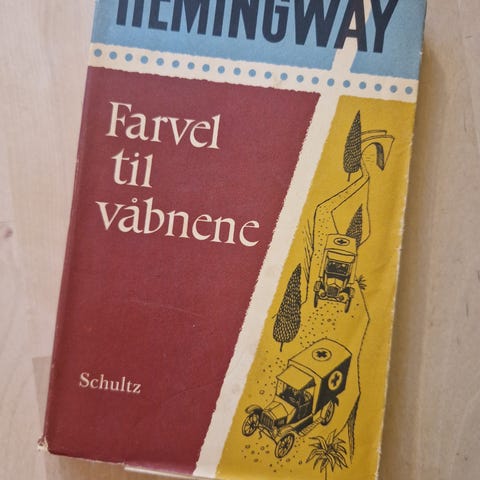 HEMINGWAY
Farvel
til
våbnene
Schultz